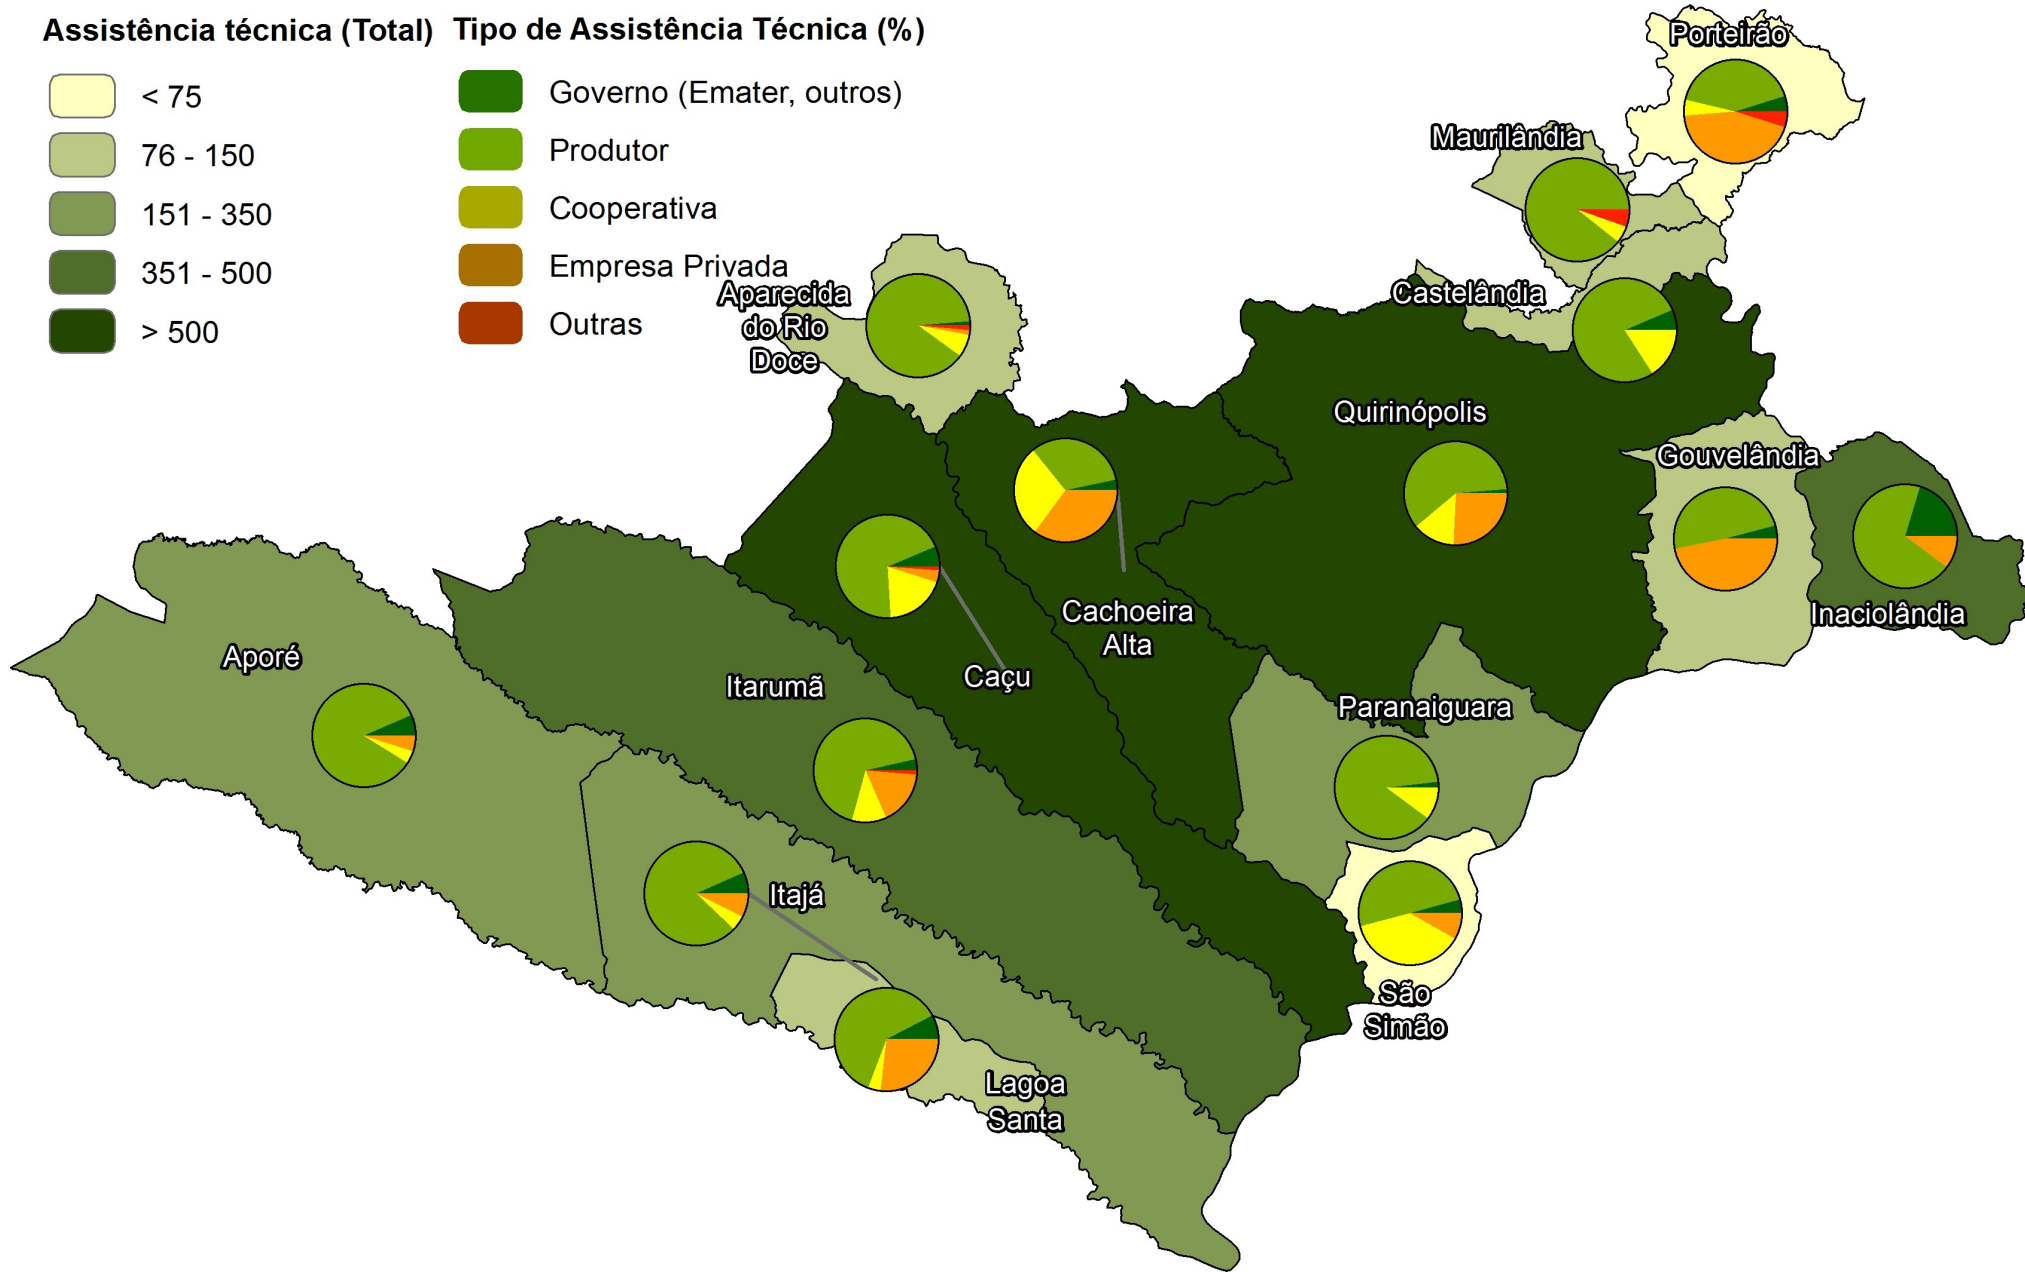 Assistência técnica (Total)
< 75
76 - 150
151 - 350
351 - 500
> 500
Tipo de Assistência Técnica (%)
Governo (Emater, outros)
Produtor
Cooperativa
Empresa Privada
Outras
Porteirão
Maurilândia
Castelândia
Aparecida
do Rio
Doce
Quirinópolis
Gouvelândia
Inaciolândia
Cachoeira
Alta
Caçu
Aporé
Itarumã
Paranaiguara
Itajá
São
Simão
Lagoa
Santa